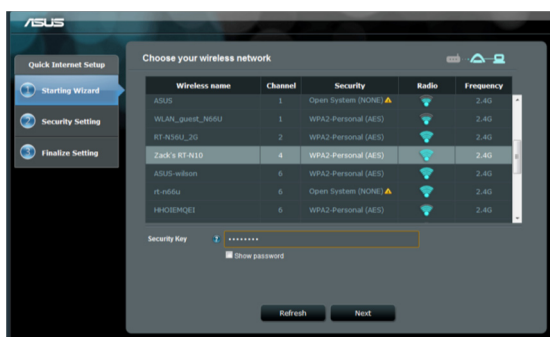 ASUS
Quick Internet Setup
1 Starting Wizard
2 Security Setting
3 Finalize Setting
Choose your wireless network
Wireless name Channel Security Radio Frequency
ASUS 1 Open System (NONE) 2.4G
WLAN_guest_N66U 1 WPA2-Personal (AES) 2.4G
RT-N56U_2G 2 WPA2-Personal (AES) 2.4G
Zack's RT-N10 4 WPA2-Personal (AES) 2.4G
ASUS-wilson 6 WPA2-Personal (AES) 2.4G
rt-n66u 6 Open System (NONE) 2.4G
HHOIEMQEI 6 WPA2-Personal (AES) 2.4G
Security Key ? ••••••••
Show password
Refresh Next